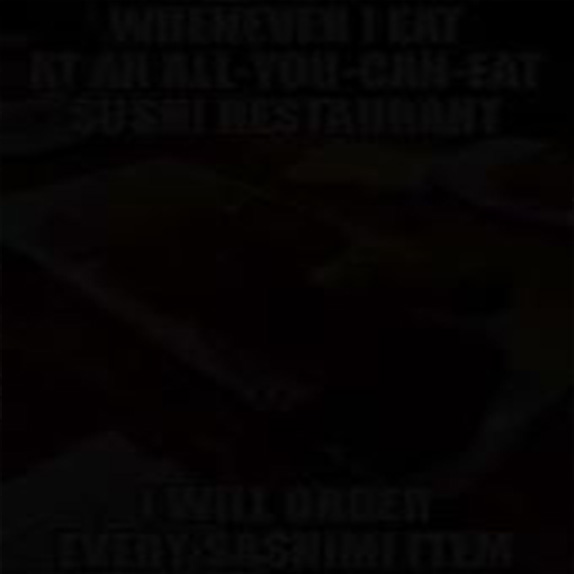 WHENEVER I EAT
AT AN ALL-YOU-CAN-EAT
SUSHI RESTAURANT
I WILL ORDER
EVERY SASHIMI ITEM